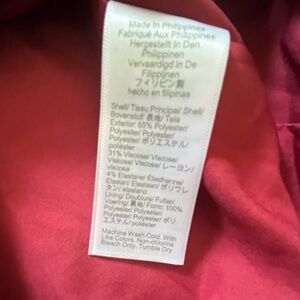 Made In Philippines
Fabriqué Aux Philippines
Hergestellt In Den
Philippinen
Vervaardigd In De
Filippijnen
フィリピン製
hecho en filipinas
Shell/ Tissu Principal/ Shell/
Bovenstof/ 表地/ Tela
Exterior: 65% Polyester/
Polyester/ Polyester/
Polyester/ ポリエステル/
poliéster
31% Viscose/ Viscose/
Viskose/ Viscose/ レーヨン/
viscosa
4% Elastane/ Élasthanne/
Elastan/ Elastaan/ ポリウレ
タン/ elastano
Lining/ Doublure/ Futter/
Voering/ 裏地/ Forro: 100%
Polyester/ Polyester/
Polyester/ Polyester/ ポリ
エステル/ poliéster
Machine Wash Cold. With
Like Colors. Non-chlorine
Bleach Only. Tumble Dry